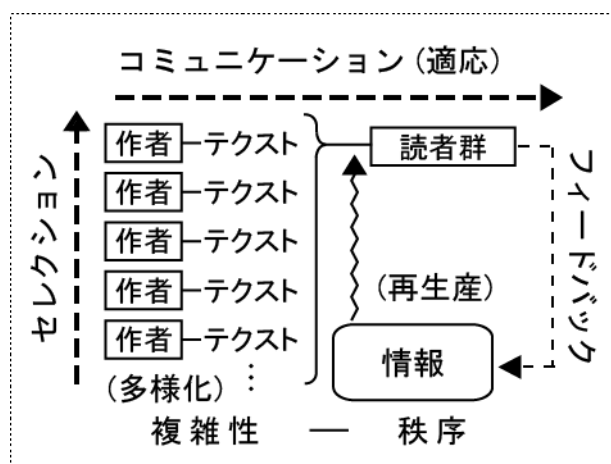 コミュニケーション(適応)
セレクション
作者 テクスト
作者 テクスト
作者 テクスト
作者 テクスト
作者 テクスト
(多様化) …
読者群
(再生産)
情報
フィードバック
複雑性 — 秩序